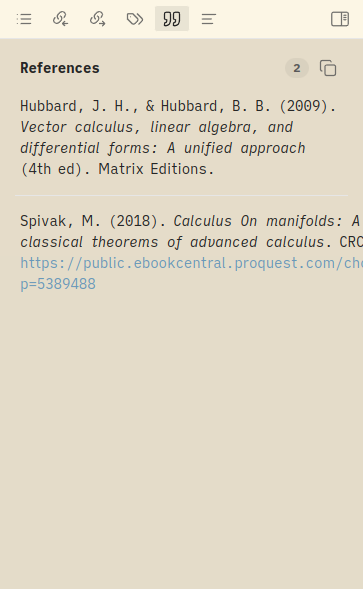 References 2
Hubbard, J. H., & Hubbard, B. B. (2009).
Vector calculus, linear algebra, and
differential forms: A unified approach
(4th ed). Matrix Editions.
Spivak, M. (2018). Calculus On manifolds: A
classical theorems of advanced calculus. CRC
https://public.ebookcentral.proquest.com/cho
p=5389488